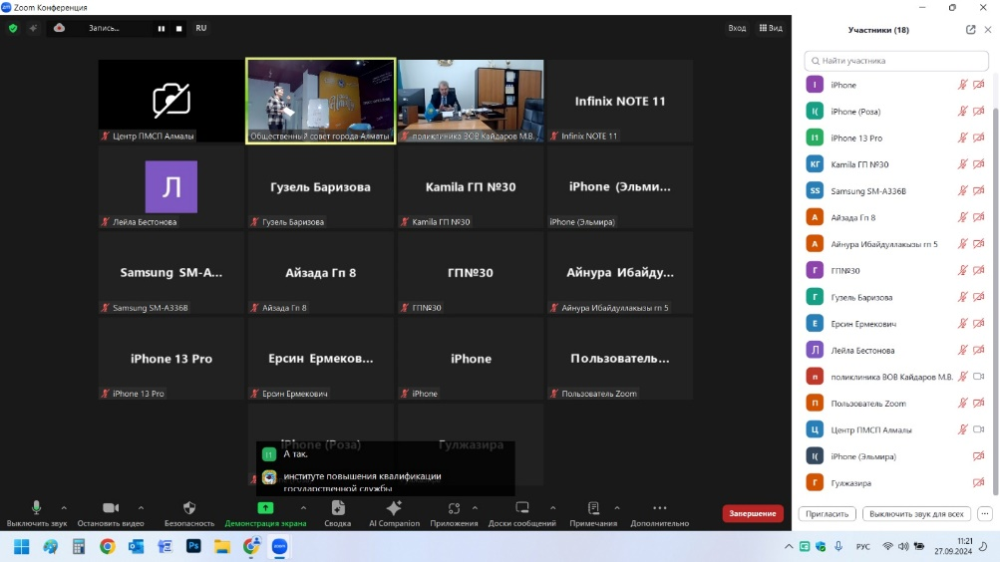 Zoom Конференция
Запись...
RU
Вход
Вид
Центр ПМСП Алмалы
Общественный совет города Алматы
поликлиника ВОВ Кайдаров М.В.
Infinix NOTE 11
Infinix NOTE 11
Л
Лейла Бестонова
Гузель Баризова
Гузель Баризова
Kamila ГП №30
Kamila ГП №30
iPhone (Эльми...
iPhone (Эльмира)
Samsung SM-A...
Samsung SM-A336B
Айзада Гп 8
Айзада Гп 8
ГП№30
ГП№30
Айнура Ибайду...
Айнура Ибайдуллакызы гп 5
iPhone 13 Pro
iPhone 13 Pro
Ерсин Ермеков...
Ерсин Ермекович
iPhone
iPhone
Пользователь...
Пользователь Zoom
iPhone (Роза)
Гулжазира
I1
А так.
институте повышения квалификации
государственной службы
Выключить звук
Остановить видео
Безопасность
Демонстрация экрана
Сводка
AI Companion
Приложения
Доски сообщений
Примечания
Дополнительно
Завершение
Участники (18)
Найти участника
I iPhone
I( iPhone (Роза)
I1 iPhone 13 Pro
КГ Kamila ГП №30
SS Samsung SM-A336B
А Айзада Гп 8
А Айнура Ибайдуллакызы гп 5
Г ГП№30
Г Гузель Баризова
Е Ерсин Ермекович
Л Лейла Бестонова
п поликлиника ВОВ Кайдаров М.В.
П Пользователь Zoom
Ц Центр ПМСП Алмалы
I( iPhone (Эльмира)
Г Гулжазира
Пригласить
Выключить звук для всех
РУС
11:21
27.09.2024